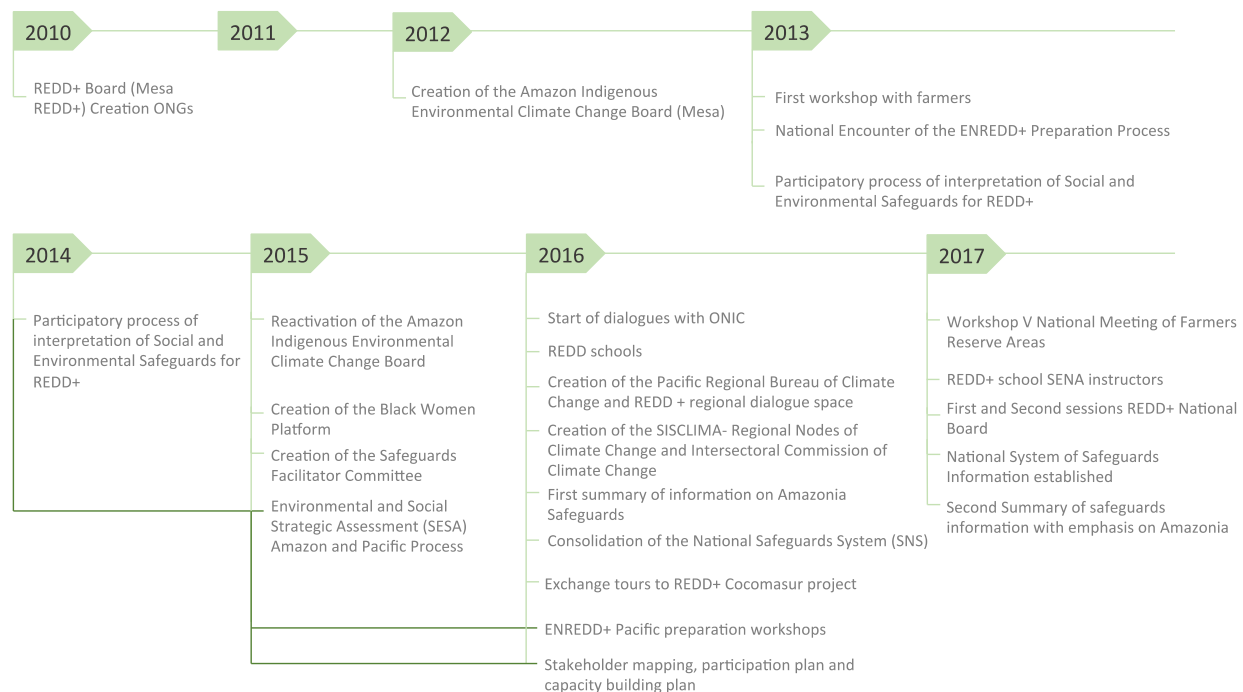 2010
REDD+ Board (Mesa
REDD+) Creation ONGs
2011
2012
Creation of the Amazon Indigenous
Environmental Climate Change Board (Mesa)
2013
First workshop with farmers
National Encounter of the ENREDD+ Preparation Process
Participatory process of interpretation of Social and
Environmental Safeguards for REDD+
2014
Participatory process of
interpretation of Social and
Environmental Safeguards for
REDD+
2015
Reactivation of the Amazon
Indigenous Environmental
Climate Change Board
Creation of the Black Women
Platform
Creation of the Safeguards
Facilitator Committee
Environmental and Social
Strategic Assessment (SESA)
Amazon and Pacific Process
2016
Start of dialogues with ONIC
REDD schools
Creation of the Pacific Regional Bureau of Climate
Change and REDD + regional dialogue space
Creation of the SISCLIMA- Regional Nodes of
Climate Change and Intersectoral Commission of
Climate Change
First summary of information on Amazonia
Safeguards
Consolidation of the National Safeguards System (SNS)
Exchange tours to REDD+ Cocomasur project
ENREDD+ Pacific preparation workshops
Stakeholder mapping, participation plan and
capacity building plan
2017
Workshop V National Meeting of Farmers
Reserve Areas
REDD+ school SENA instructors
First and Second sessions REDD+ National
Board
National System of Safeguards
Information established
Second Summary of safeguards
information with emphasis on Amazonia